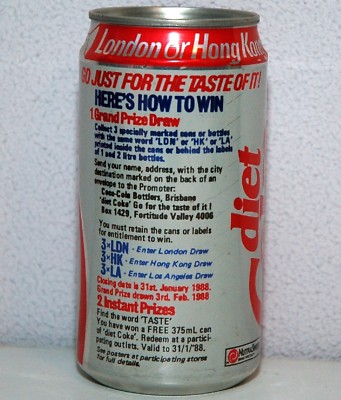 London or Hong Kong
GO JUST FOR THE TASTE OF IT!
HERE'S HOW TO WIN
1. Grand Prize Draw
Collect 3 specially marked cans or bottles
with the same word 'LDN' or 'HK' or 'LA'
printed inside the cans or behind the labels
of 1 and 2 litre bottles.
Send your name, address, with the city
destination marked on the back of an
envelope to the Promoter:
Coca-Cola Bottlers, Brisbane
'diet Coke' Go for the taste of it!
Box 1429, Fortitude Valley 4006
You must retain the cans or labels
for entitlement to win.
3×LDN - Enter London Draw
3×HK - Enter Hong Kong Draw
3×LA - Enter Los Angeles Draw
Closing date is 31st. January 1988.
Grand Prize drawn 3rd. Feb. 1988
2. Instant Prizes
Find the word 'TASTE'
You have won a FREE 375mL can
of 'diet Coke'. Redeem at a partici-
pating outlets. Valid to 31/1/'88
See posters at participating stores
for full details.
diet
NutraSweet